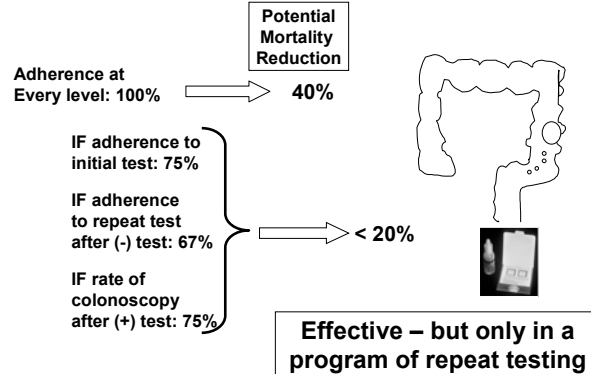 Potential
Mortality
Reduction
Adherence at
Every level: 100%
40%
IF adherence to
initial test: 75%
IF adherence
to repeat test
after (-) test: 67%
IF rate of
colonoscopy
after (+) test: 75%
< 20%
Effective – but only in a
program of repeat testing